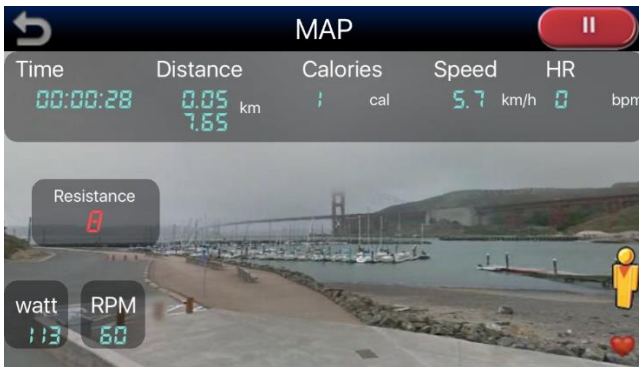 MAP
Time Distance Calories Speed HR
00:00:28 0.05 km 1 cal 5.7 km/h 0 bpm
7.65
Resistance
8
watt RPM
113 60